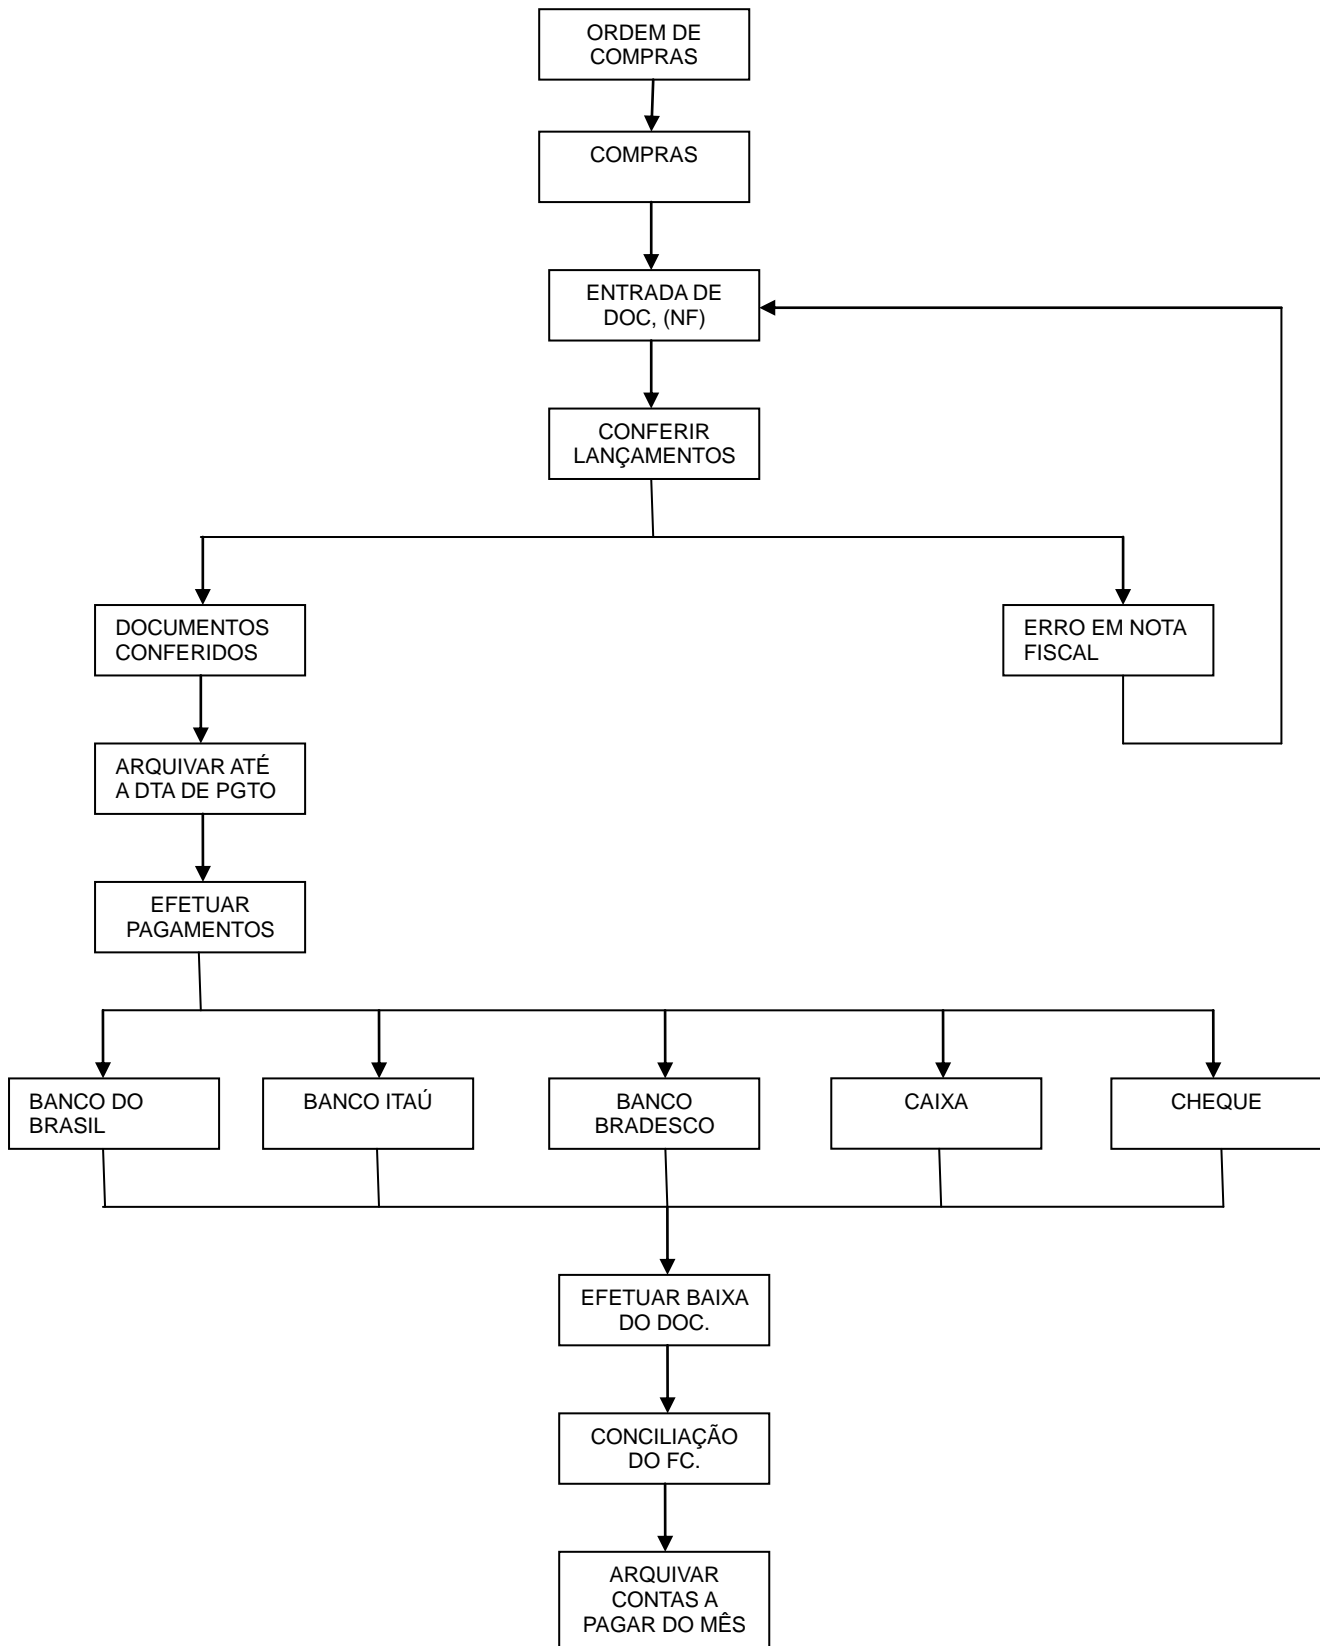 ORDEM DE
COMPRAS
COMPRAS
ENTRADA DE
DOC, (NF)
CONFERIR
LANÇAMENTOS
DOCUMENTOS
CONFERIDOS
ERRO EM NOTA
FISCAL
ARQUIVAR ATÉ
A DTA DE PGTO
EFETUAR
PAGAMENTOS
BANCO DO
BRASIL
BANCO ITAÚ
BANCO
BRADESCO
CAIXA
CHEQUE
EFETUAR BAIXA
DO DOC.
CONCILIAÇÃO
DO FC.
ARQUIVAR
CONTAS A
PAGAR DO MÊS